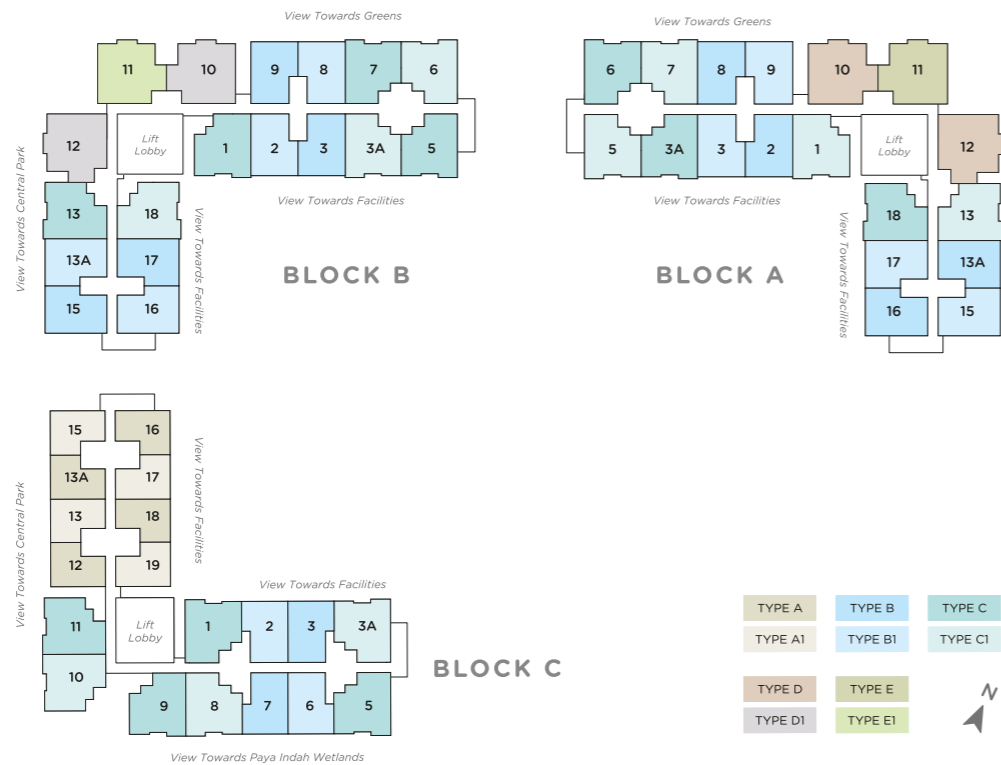 View Towards Greens
11
10
9
8
7
6
12
Lift
Lobby
1
2
3
3A
5
View Towards Central Park
13
18
View Towards Facilities
13A
17
View Towards Facilities
15
16
BLOCK B
View Towards Greens
6
7
8
9
10
11
5
3A
3
2
1
Lift
Lobby
12
View Towards Facilities
18
13
View Towards Facilities
17
13A
16
15
BLOCK A
15
16
13A
17
View Towards Central Park
View Towards Facilities
13
18
12
19
View Towards Facilities
11
Lift
Lobby
1
2
3
3A
10
9
8
7
6
5
BLOCK C
View Towards Paya Indah Wetlands
TYPE A
TYPE B
TYPE C
TYPE A1
TYPE B1
TYPE C1
TYPE D
TYPE E
TYPE D1
TYPE E1
N